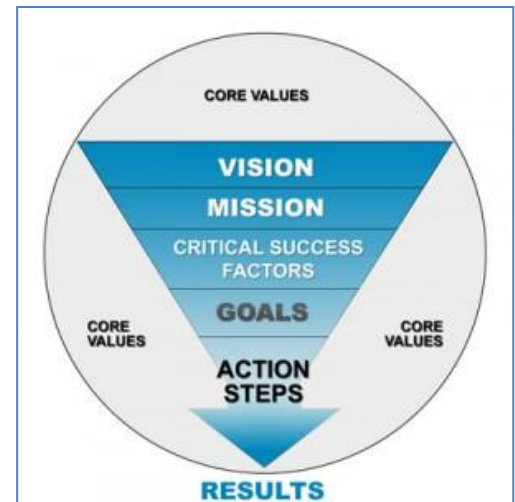 CORE VALUES
VISION
MISSION
CRITICAL SUCCESS
FACTORS
GOALS
CORE
VALUES
CORE
VALUES
ACTION
STEPS
RESULTS